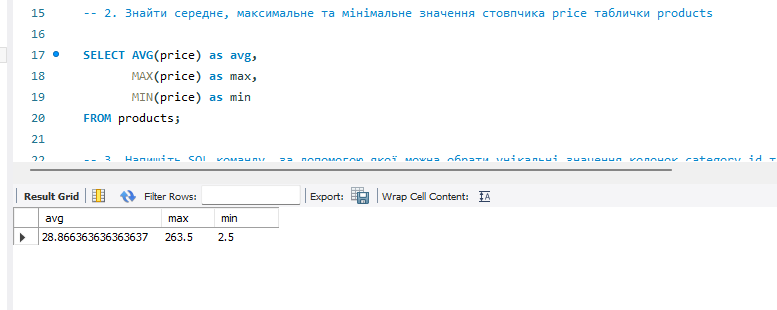 15 -- 2. Знайти середнє, максимальне та мінімальне значення стовпчика price таблички products
16
17 SELECT AVG(price) as avg,
18 MAX(price) as max,
19 MIN(price) as min
20 FROM products;
21
22 -- 3. Напишіть SQL команду, за допомогою якої можна обрати унікальні значення колонок category_id т
Result Grid Filter Rows: Export: Wrap Cell Content: IA
avg max min
28.866363636363637 263.5 2.5